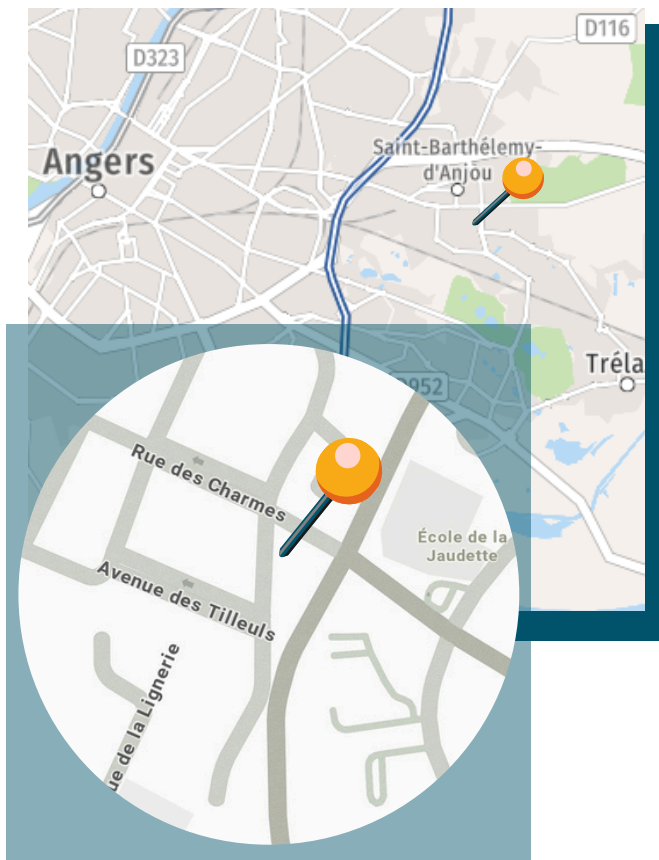 D116
D323
Saint-Barthélemy-
d'Anjou
Angers
Tréla
D952
Rue des Charmes
École de la
Jaudette
Avenue des Tilleuls
ue de la Lignerie